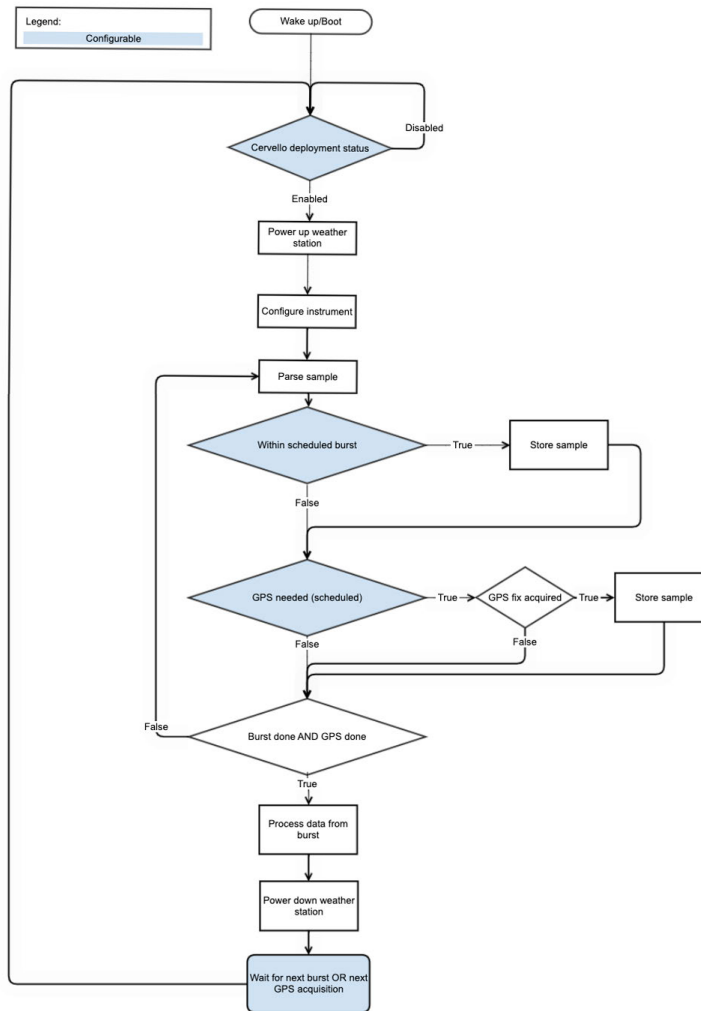 Legend:
Configurable
Wake up/Boot
Disabled
Cervello deployment status
Enabled
Power up weather
station
Configure instrument
Parse sample
Within scheduled burst
True
Store sample
False
GPS needed (scheduled)
True
GPS fix acquired
True
Store sample
False
False
False
Burst done AND GPS done
True
Process data from
burst
Power down weather
station
Wait for next burst OR next
GPS acquisition